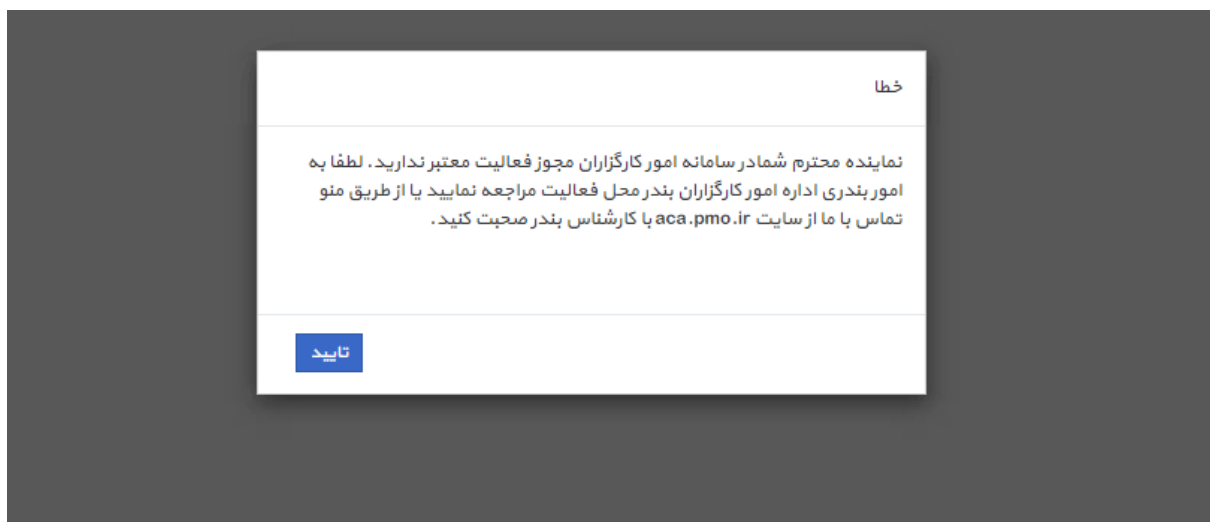 خطا
نماینده محترم شمادر سامانه امور کارگزاران مجوز فعالیت معتبر ندارید. لطفا به
امور بندری اداره امور کارگزاران بندر محل فعالیت مراجعه نمایید یا از طریق منو
تماس با ما از سایت aca.pmo.ir با کارشناس بندر صحبت کنید.
تایید